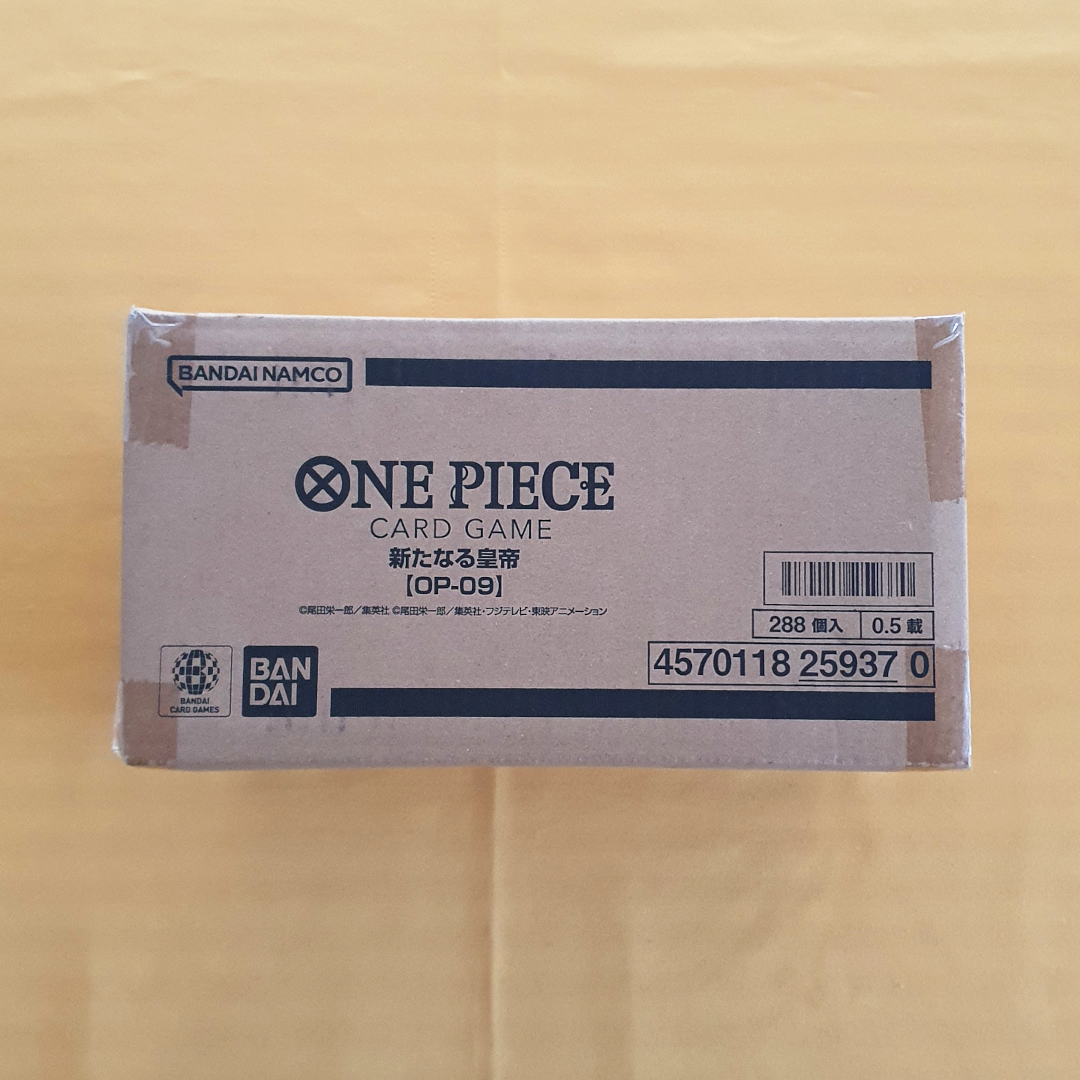 BANDAI NAMCO
ONE PIECE
CARD GAME
新たなる皇帝
【OP-09】
©尾田栄一郎／集英社 ©尾田栄一郎／集英社・フジテレビ・東映アニメーション
288 個入 0.5 載
4570118 25937 0
BANDAI
CARD GAMES
BAN
DAI